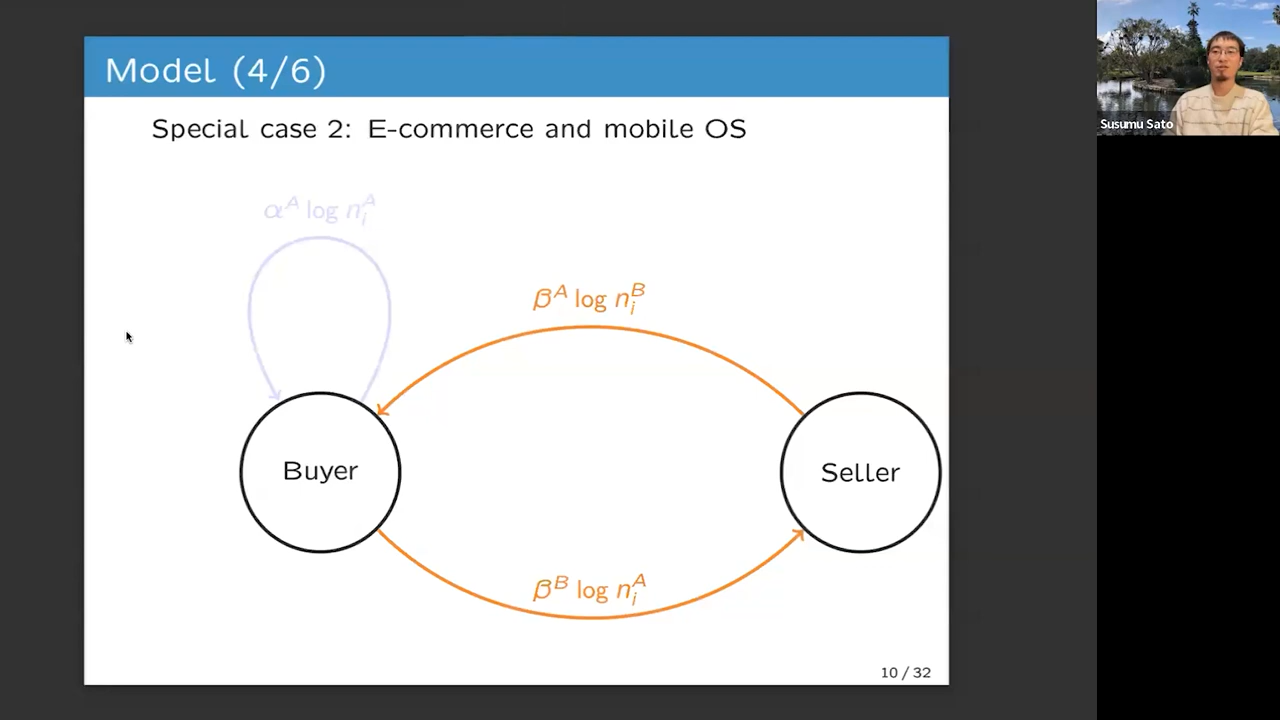 Model (4/6)
Special case 2: E-commerce and mobile OS
α^A log n_i^A
β^A log n_i^B
Buyer
Seller
β^B log n_i^A
10 / 32
Susumu Sato